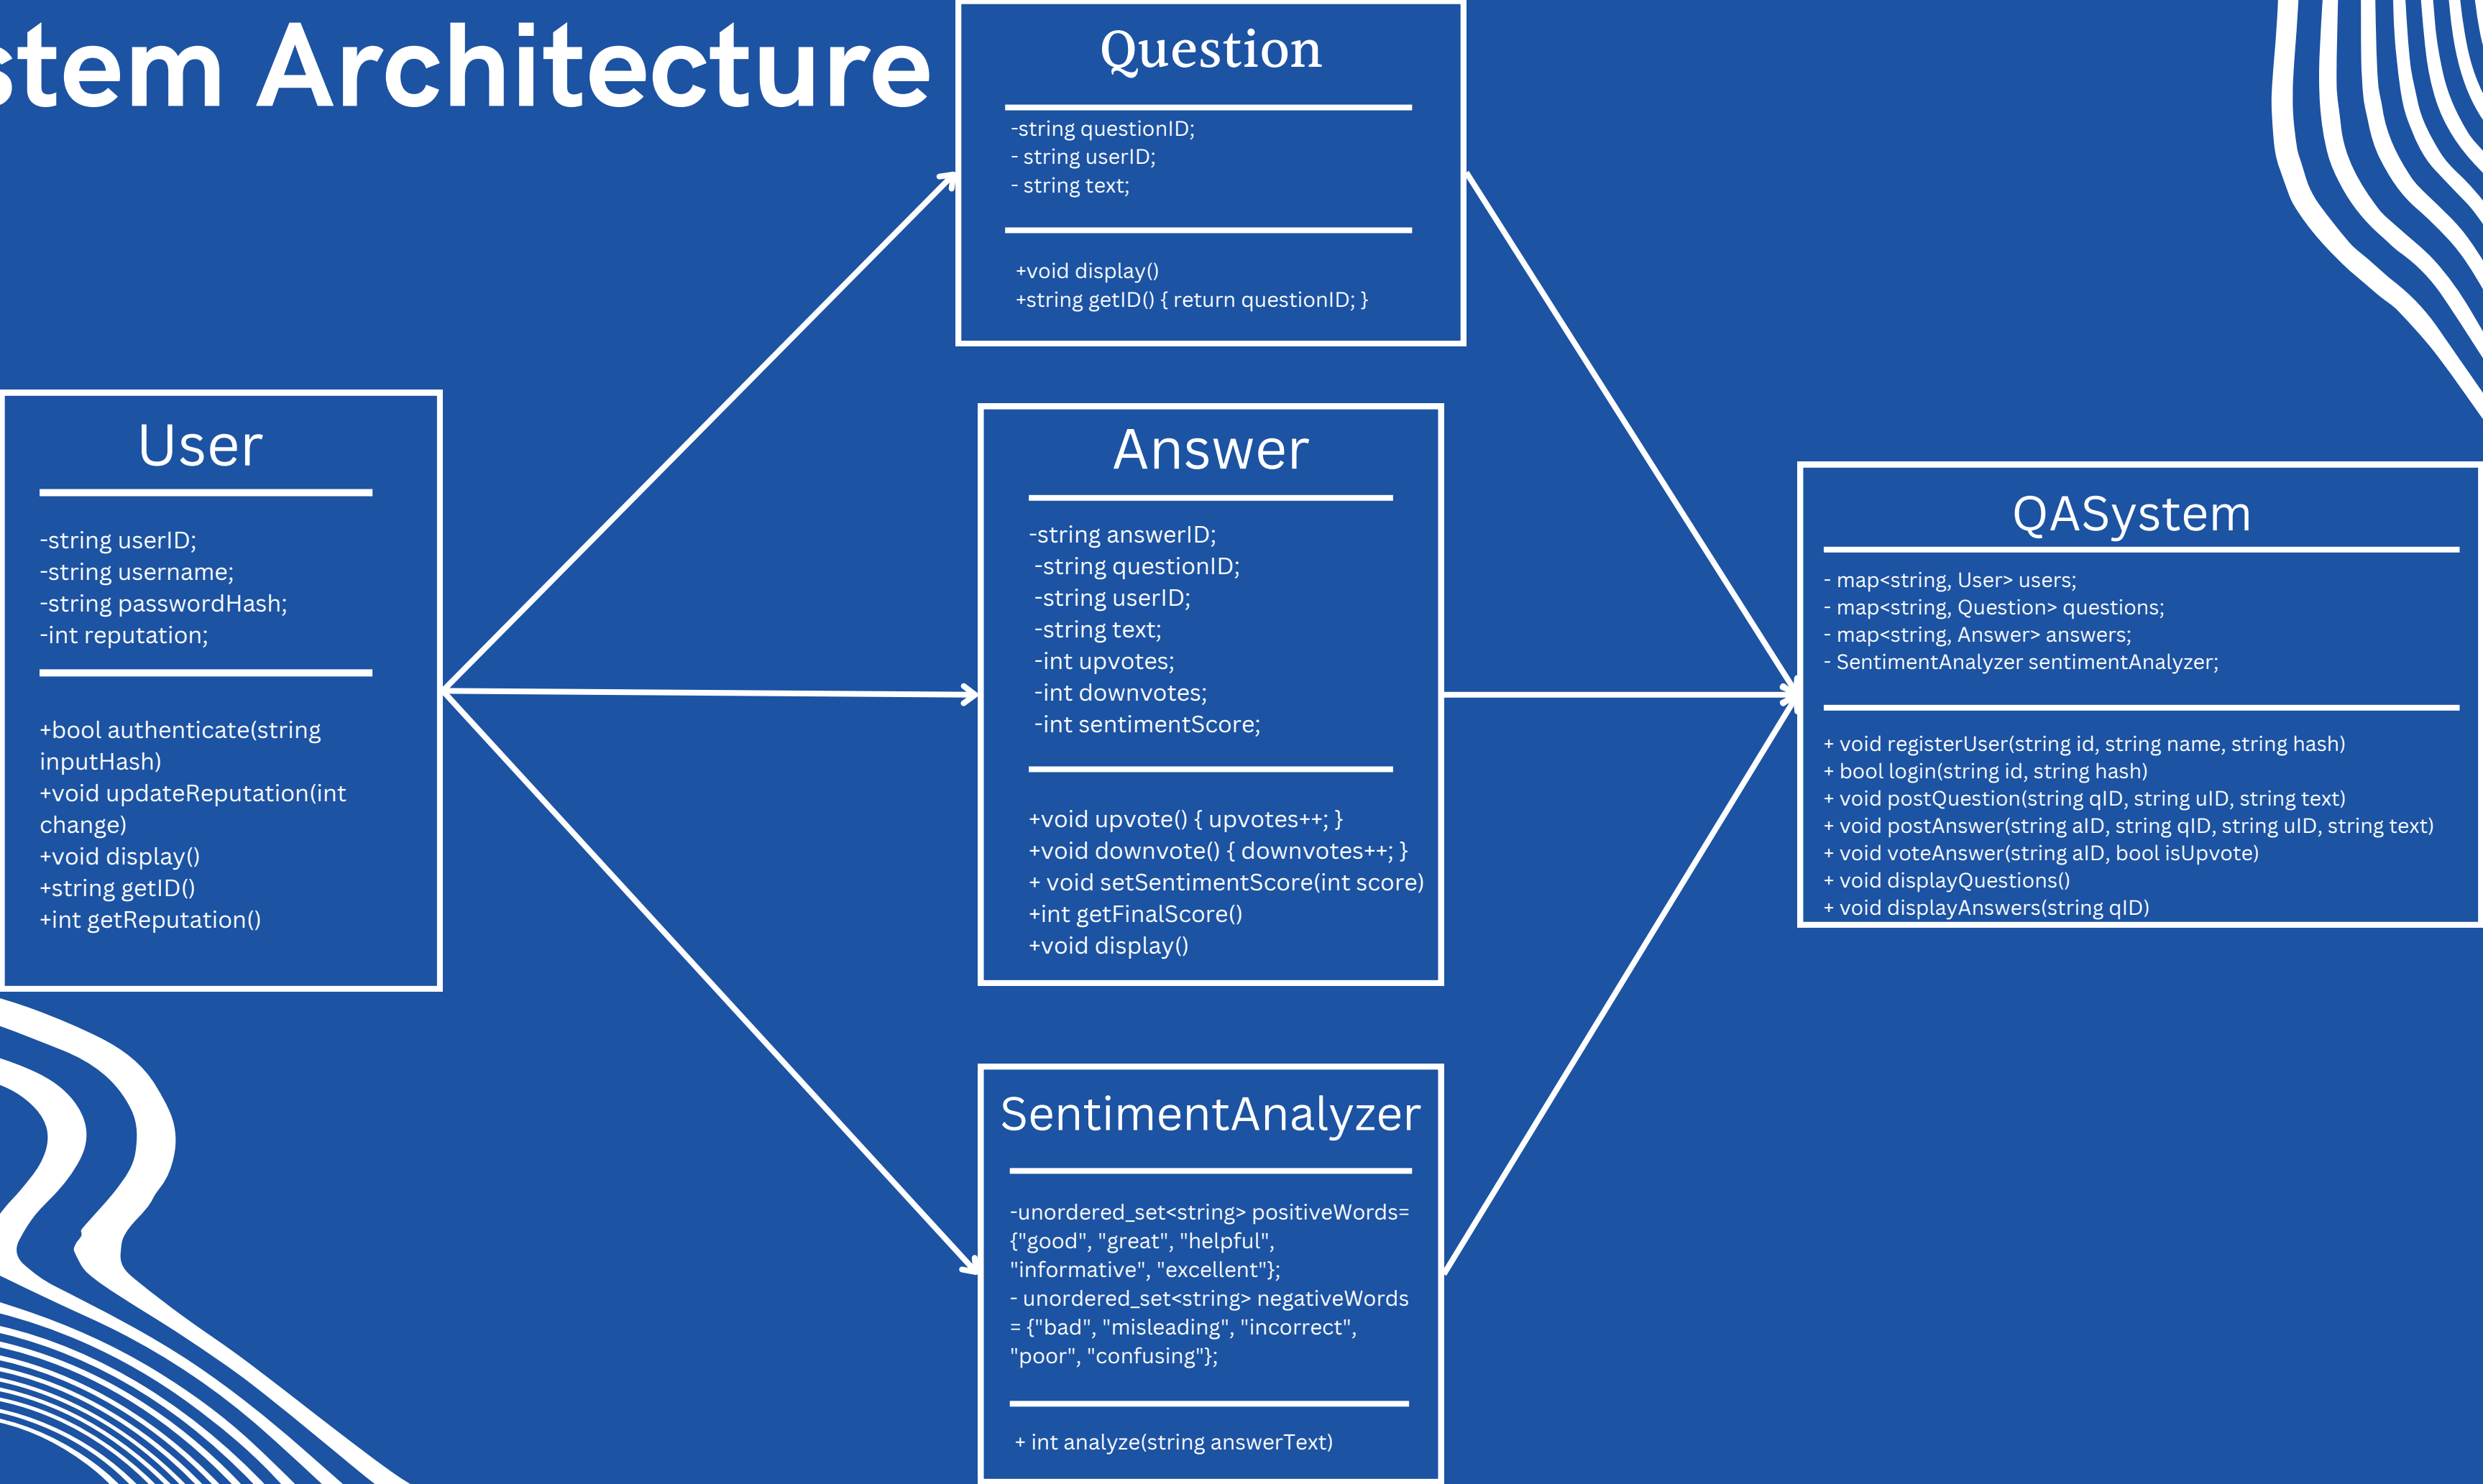 stem Architecture
Question
-string questionID;
- string userID;
- string text;
+void display()
+string getID() { return questionID; }
User
-string userID;
-string username;
-string passwordHash;
-int reputation;
+bool authenticate(string
inputHash)
+void updateReputation(int
change)
+void display()
+string getID()
+int getReputation()
Answer
-string answerID;
-string questionID;
-string userID;
-string text;
-int upvotes;
-int downvotes;
-int sentimentScore;
+void upvote() { upvotes++; }
+void downvote() { downvotes++; }
+ void setSentimentScore(int score)
+int getFinalScore()
+void display()
SentimentAnalyzer
-unordered_set<string> positiveWords=
{"good", "great", "helpful",
"informative", "excellent"};
- unordered_set<string> negativeWords
= {"bad", "misleading", "incorrect",
"poor", "confusing"};
+ int analyze(string answerText)
QASystem
- map<string, User> users;
- map<string, Question> questions;
- map<string, Answer> answers;
- SentimentAnalyzer sentimentAnalyzer;
+ void registerUser(string id, string name, string hash)
+ bool login(string id, string hash)
+ void postQuestion(string qID, string uID, string text)
+ void postAnswer(string aID, string qID, string uID, string text)
+ void voteAnswer(string aID, bool isUpvote)
+ void displayQuestions()
+ void displayAnswers(string qID)